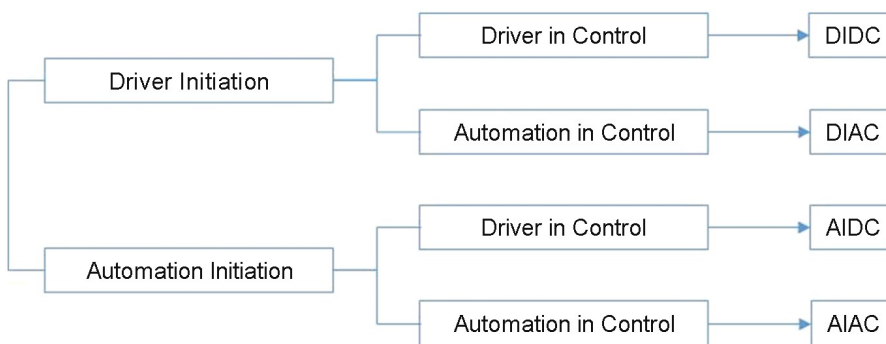 Driver in Control
DIDC
Driver Initiation
Automation in Control
DIAC
Driver in Control
AIDC
Automation Initiation
Automation in Control
AIAC